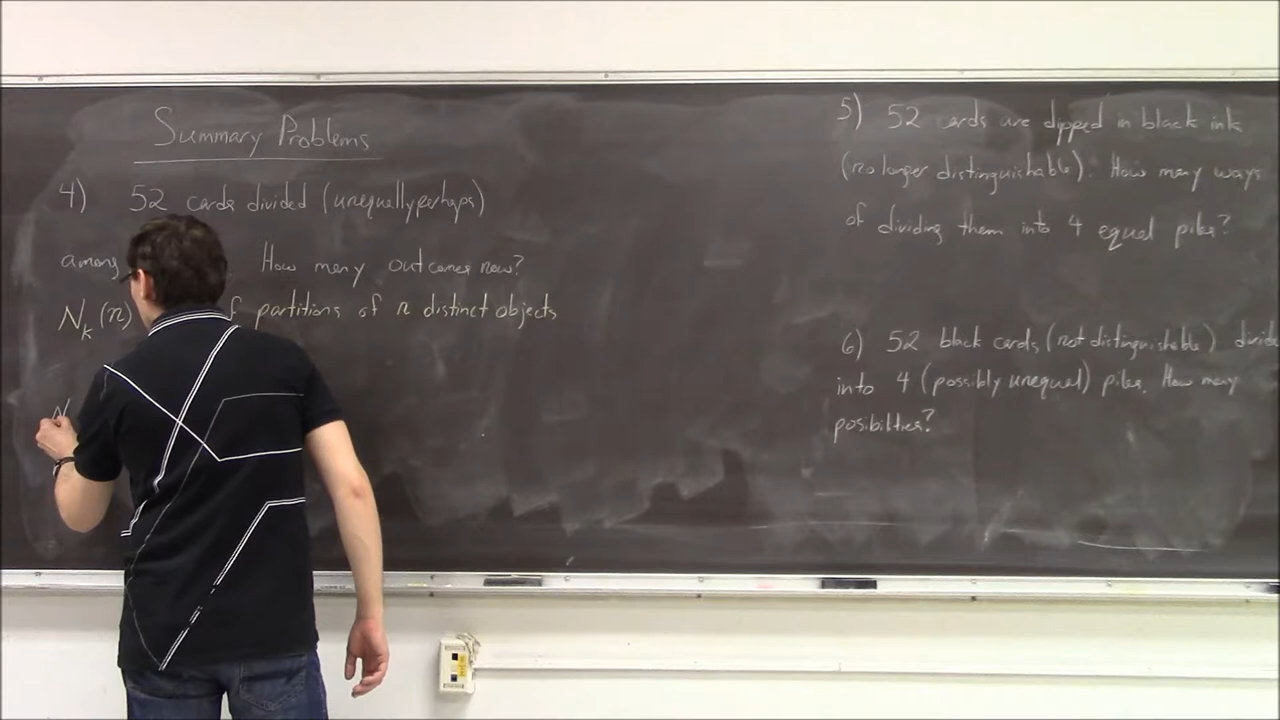 Summary Problems
4) 52 cards divided (unequally perhaps)
among . How many outcomes now?
N_k(n) f partitions of n distinct objects
N
5) 52 cards are dipped in black ink
(no longer distinguishable). How many ways
of dividing them into 4 equal piles?
6) 52 black cards (not distinguishable) divide
into 4 (possibly unequal) piles. How many
posibilties?